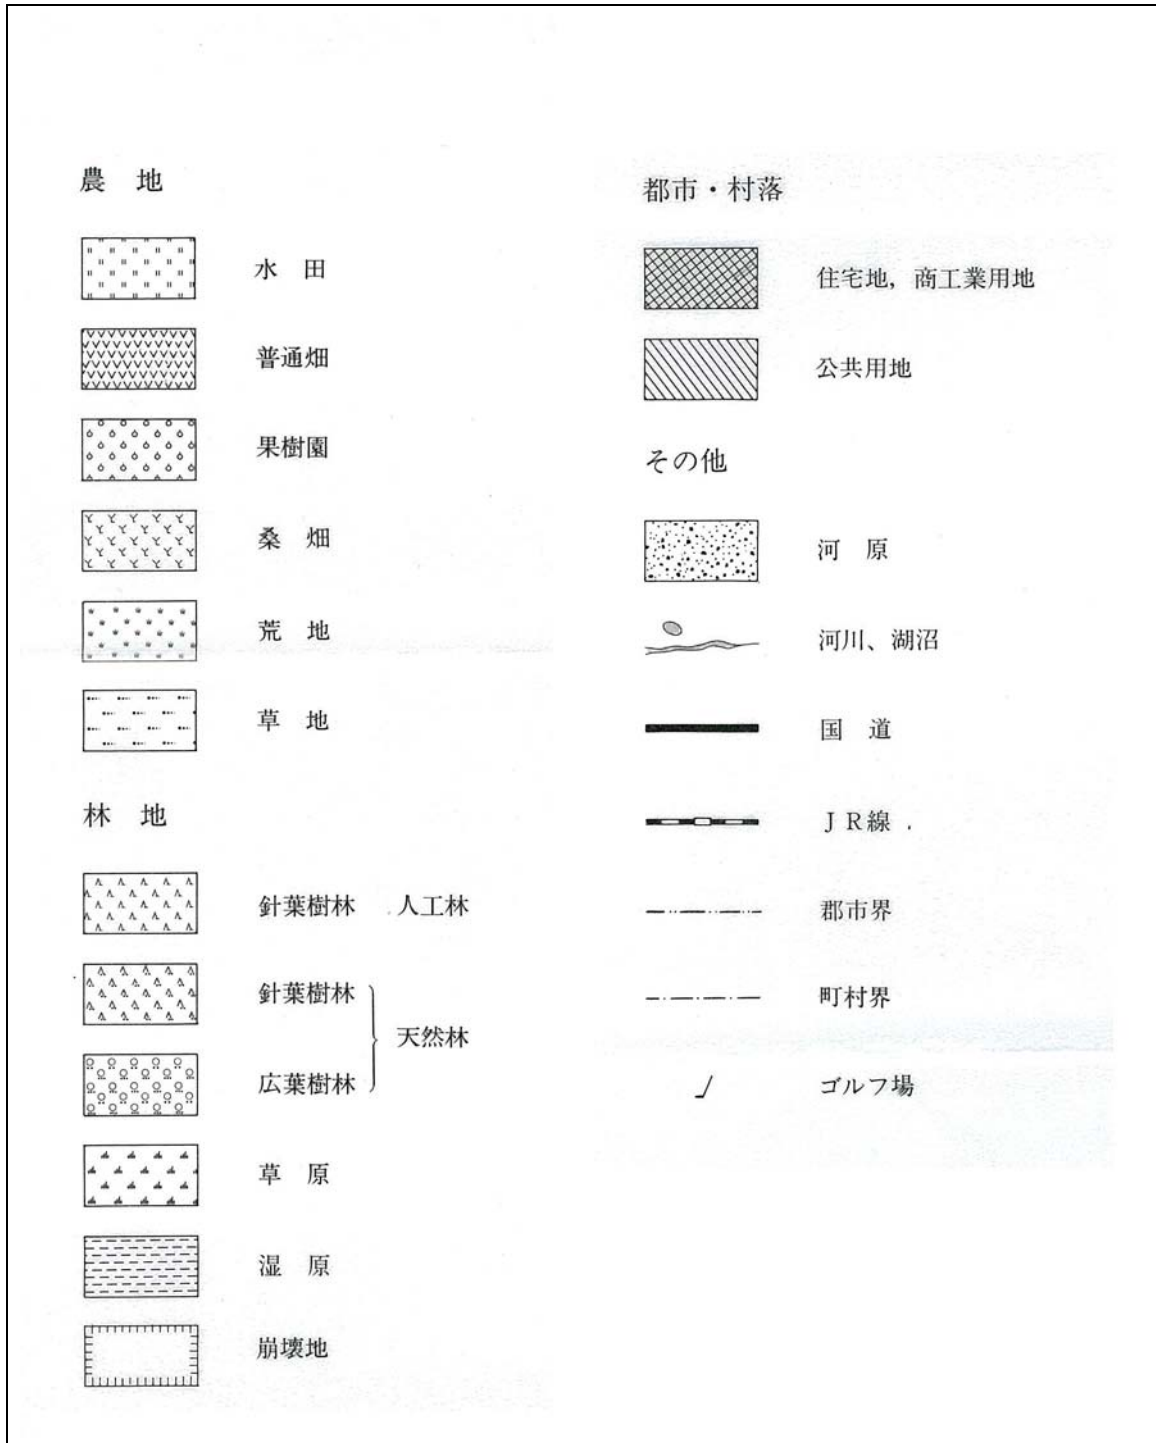 農 地
水 田
普通畑
果樹園
桑 畑
荒 地
草 地
林 地
針葉樹林 人工林
針葉樹林
天然林
広葉樹林
草 原
湿 原
崩壊地
都市・村落
住宅地，商工業用地
公共用地
その他
河 原
河川、湖沼
国 道
ＪＲ線
郡市界
町村界
ゴルフ場